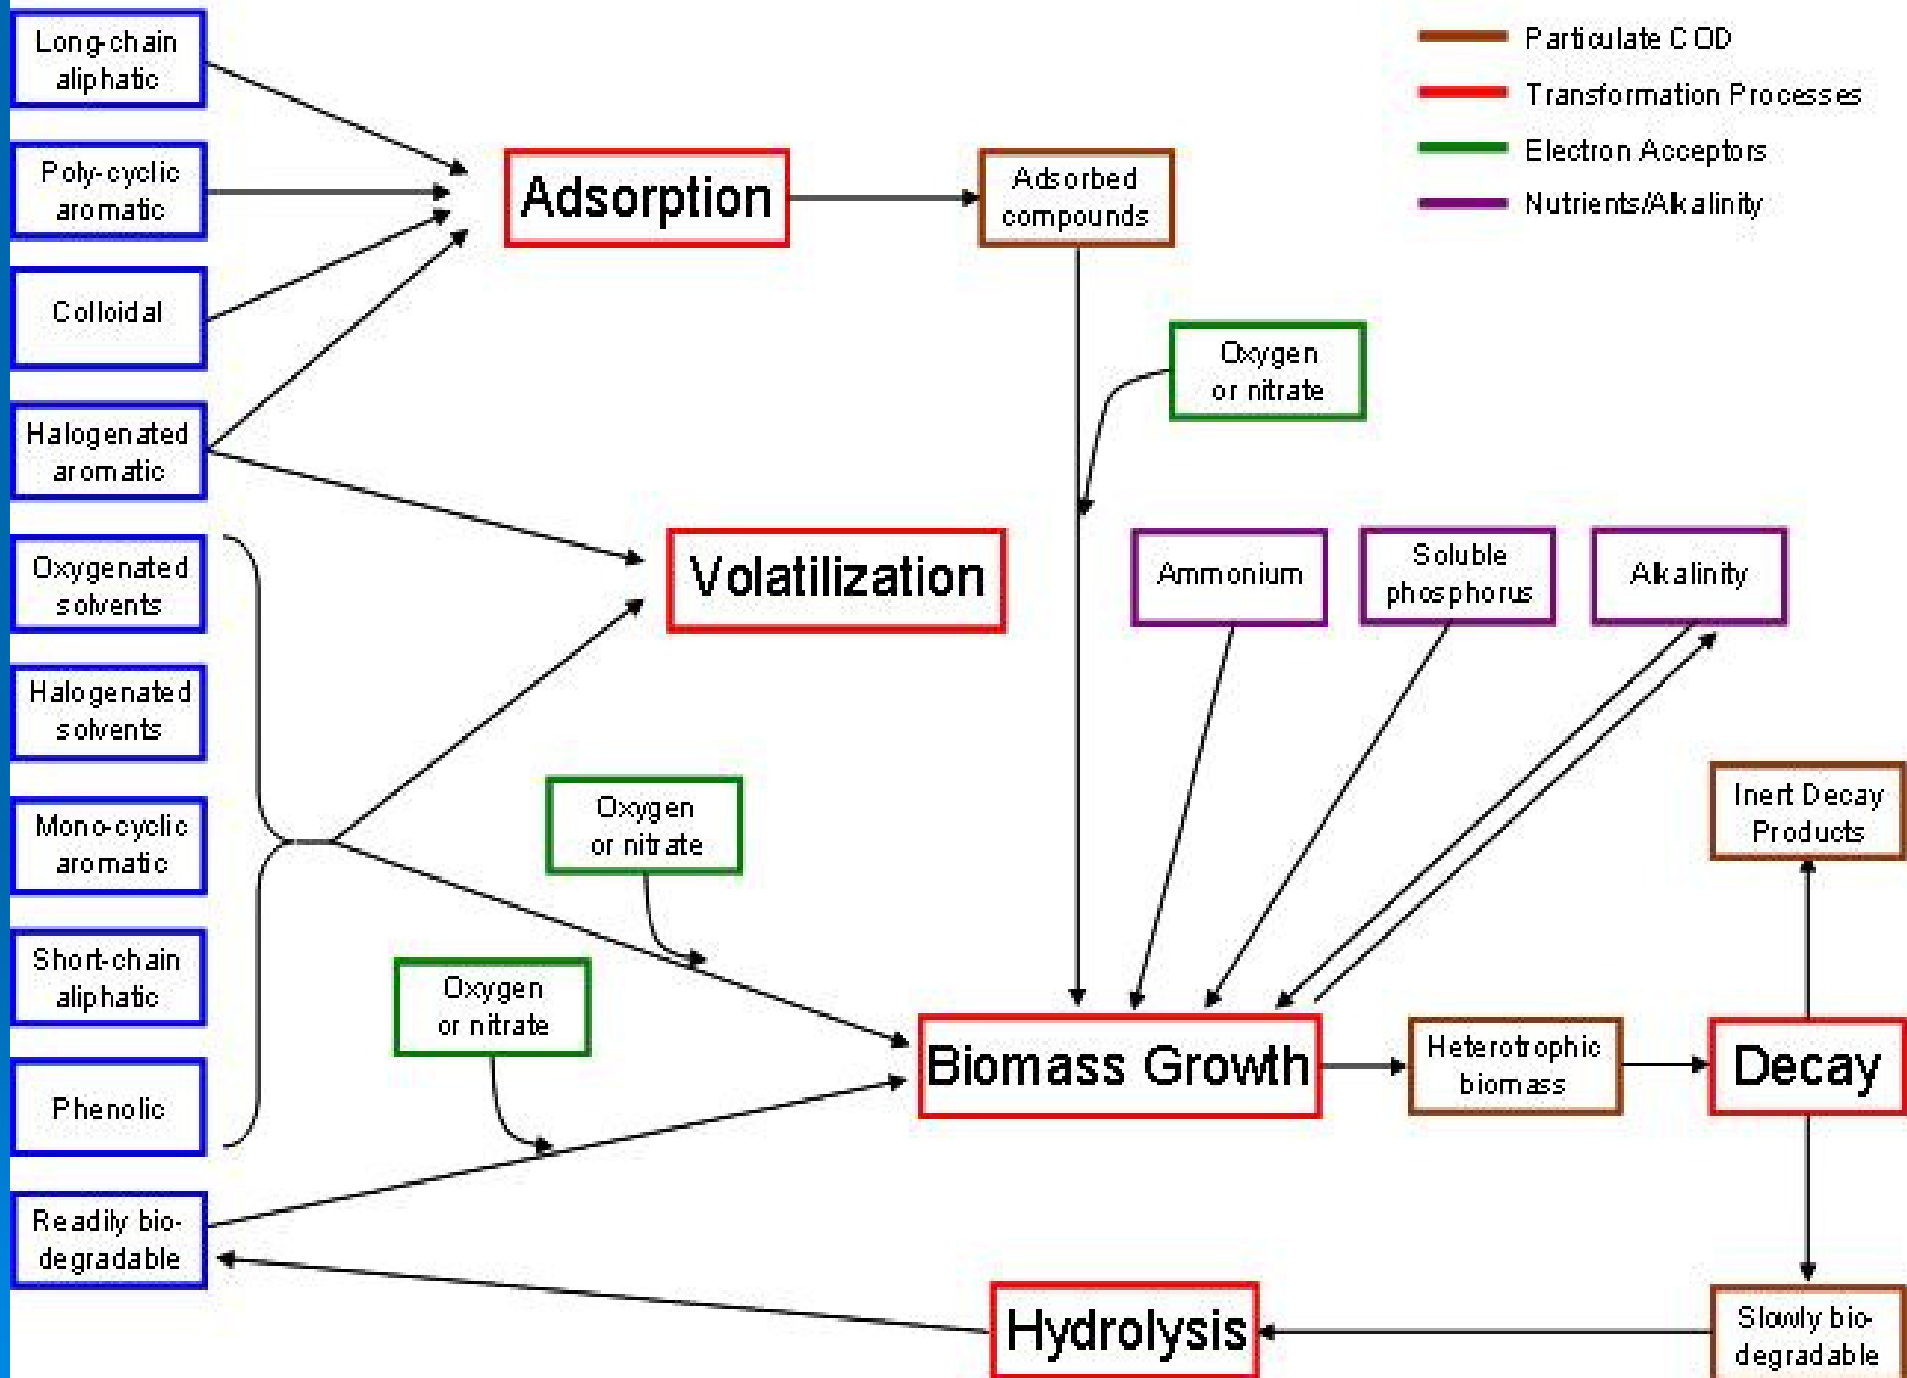 Long-chain
aliphatic
Poly-cyclic
aromatic
Colloidal
Halogenated
aromatic
Oxygenated
solvents
Halogenated
solvents
Mono-cyclic
aromatic
Short-chain
aliphatic
Phenolic
Readily bio-
degradable
Adsorption
Adsorbed
compounds
Particulate COD
Transformation Processes
Electron Acceptors
Nutrients/Alkalinity
Oxygen
or nitrate
Volatilization
Ammonium
Soluble
phosphorus
Alkalinity
Oxygen
or nitrate
Oxygen
or nitrate
Inert Decay
Products
Biomass Growth
Heterotrophic
biomass
Decay
Hydrolysis
Slowly bio-
degradable